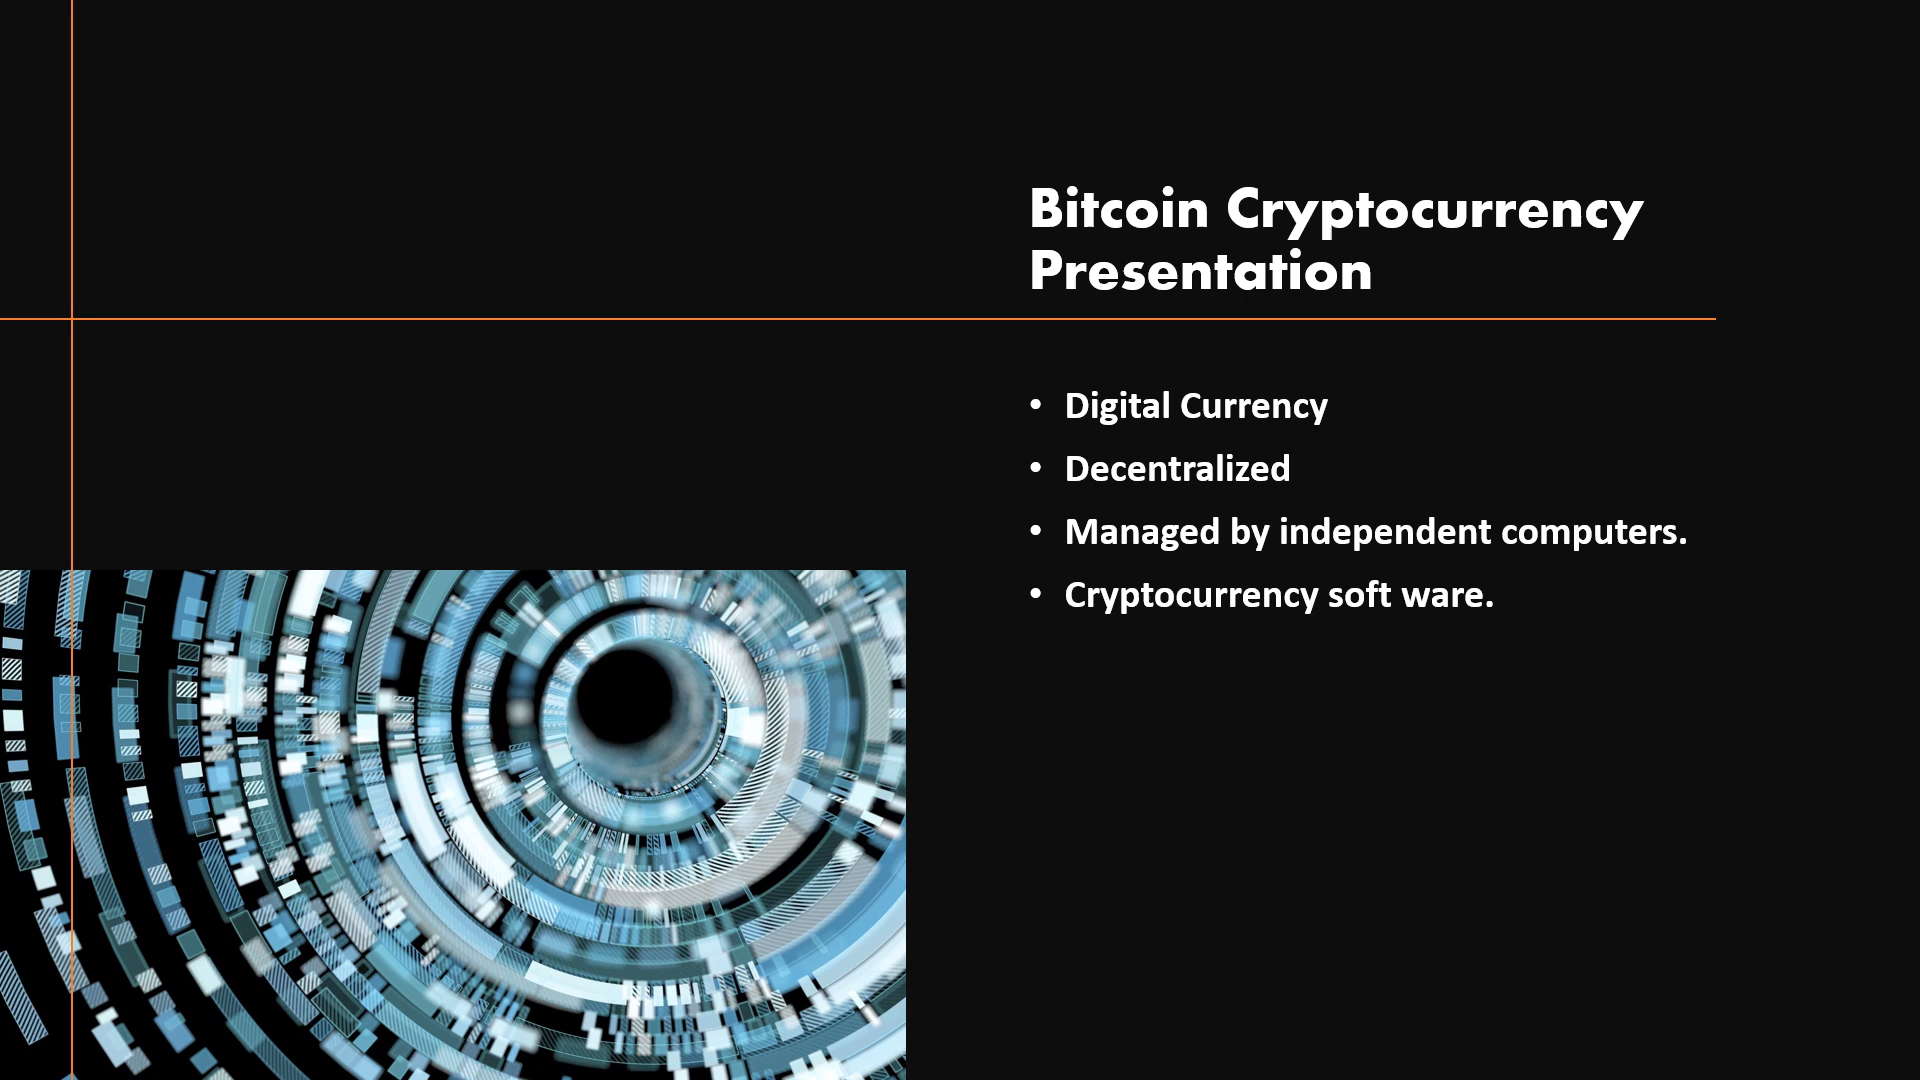 Bitcoin Cryptocurrency
Presentation
• Digital Currency
• Decentralized
• Managed by independent computers.
• Cryptocurrency soft ware.